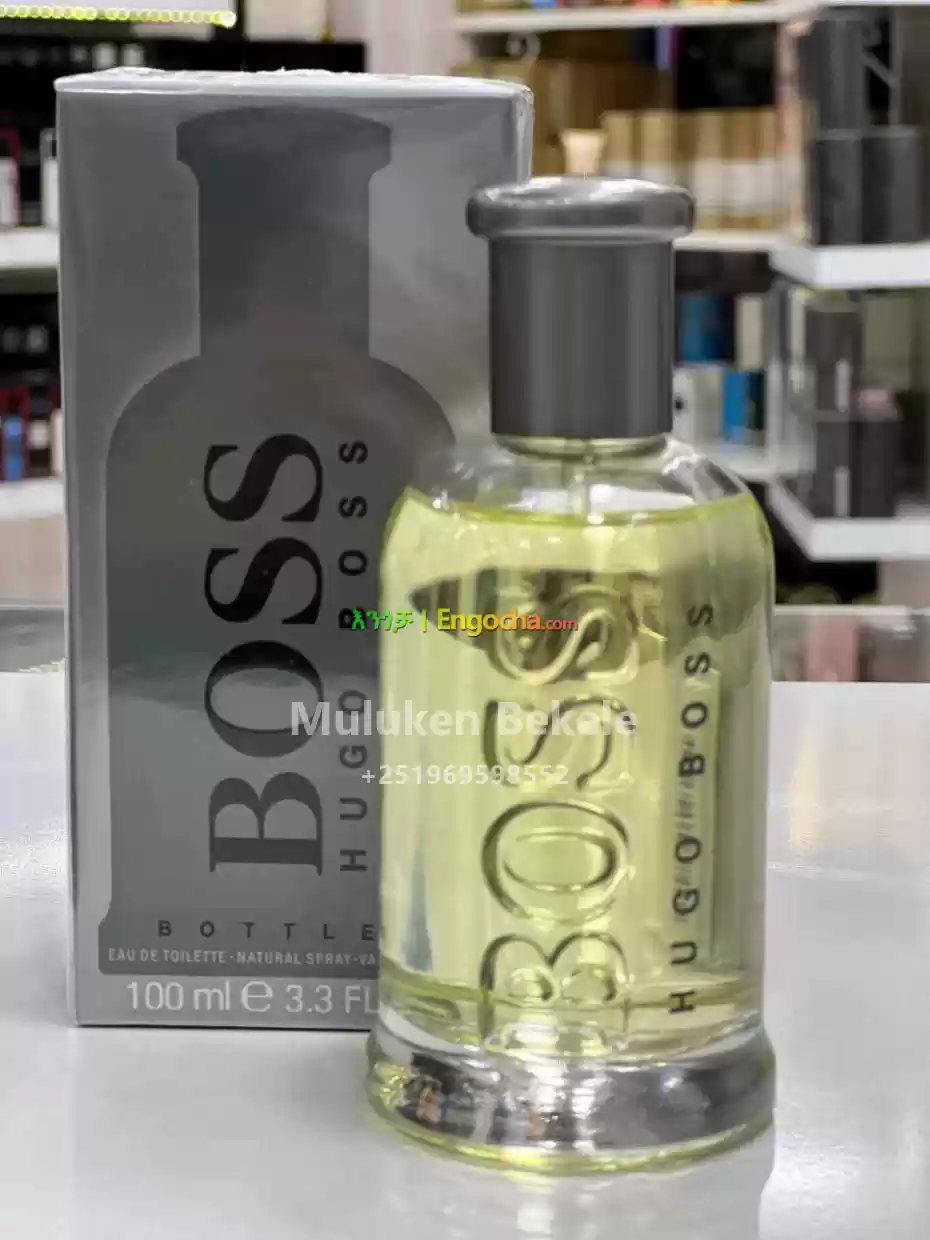 BOSS
HUGO BOSS
BOTTLE
EAU DE TOILETTE · NATURAL SPRAY · VA
100 ml e 3.3 FL
BOSS
HUGO BOSS
እንጎቻ | Engocha.com
Muluken Bekele
+251969598552